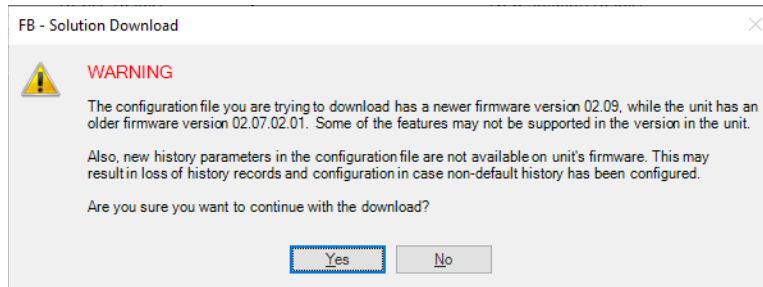 FB - Solution Download
WARNING
The configuration file you are trying to download has a newer firmware version 02.09, while the unit has an
older firmware version 02.07.02.01. Some of the features may not be supported in the version in the unit.
Also, new history parameters in the configuration file are not available on unit's firmware. This may
result in loss of history records and configuration in case non-default history has been configured.
Are you sure you want to continue with the download?
Yes
No